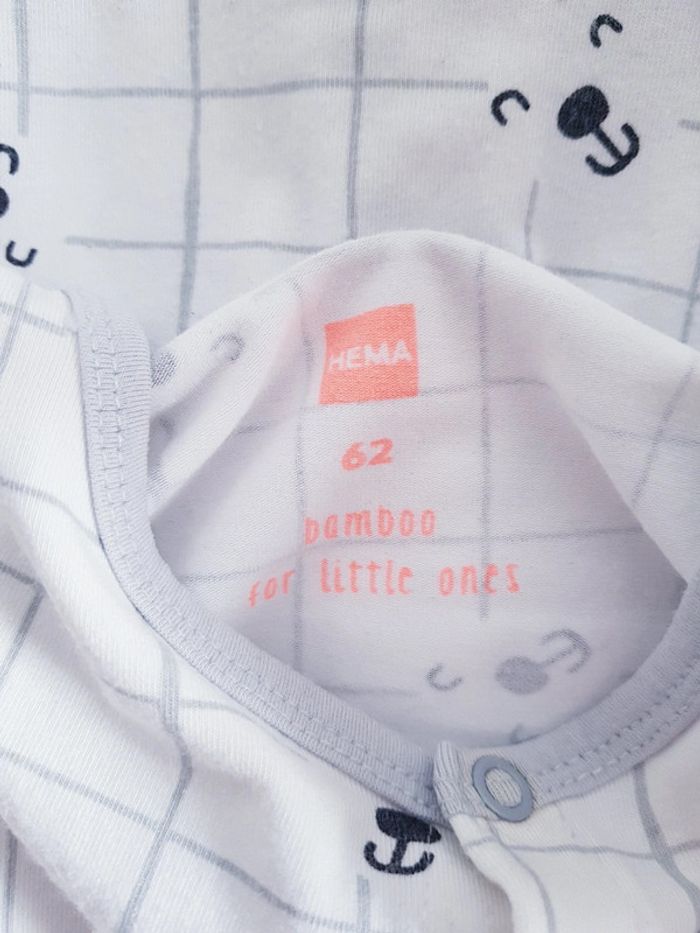 HEMA
62
bamboo
for little ones